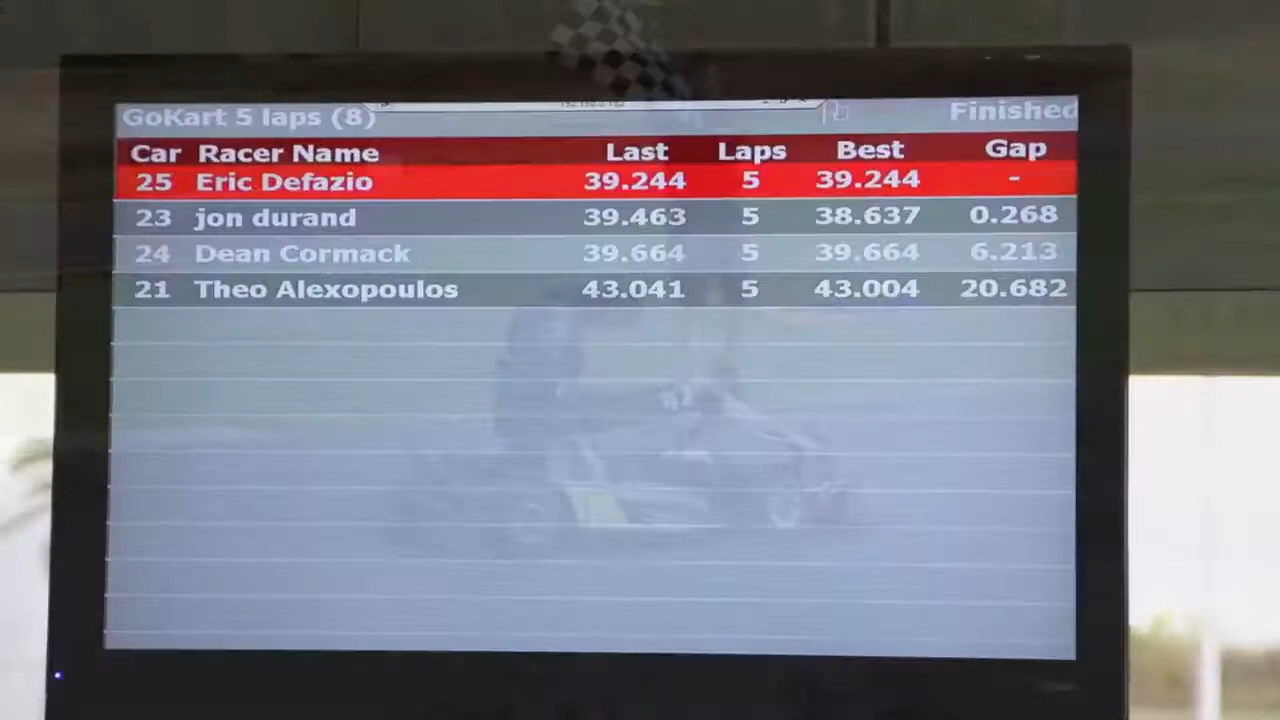 GoKart 5 laps (8) Finished
Car Racer Name Last Laps Best Gap
25 Eric Defazio 39.244 5 39.244 -
23 jon durand 39.463 5 38.637 0.268
24 Dean Cormack 39.664 5 39.664 6.213
21 Theo Alexopoulos 43.041 5 43.004 20.682